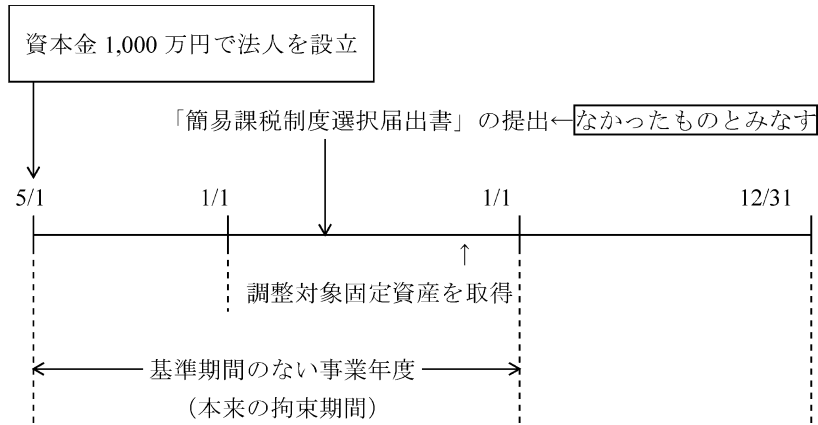 資本金 1,000 万円で法人を設立
「簡易課税制度選択届出書」の提出←なかったものとみなす
5/1 1/1 1/1 12/31
↑
調整対象固定資産を取得
基準期間のない事業年度
（本来の拘束期間）